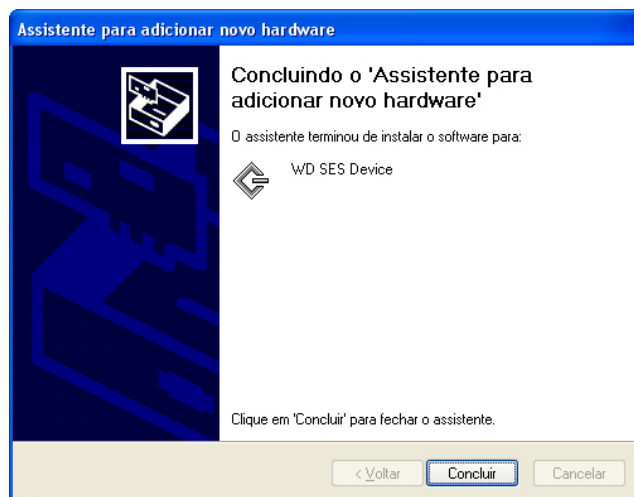 Assistente para adicionar novo hardware
Concluindo o 'Assistente para
adicionar novo hardware'
O assistente terminou de instalar o software para:
WD SES Device
Clique em 'Concluir' para fechar o assistente.
< Voltar
Concluir
Cancelar